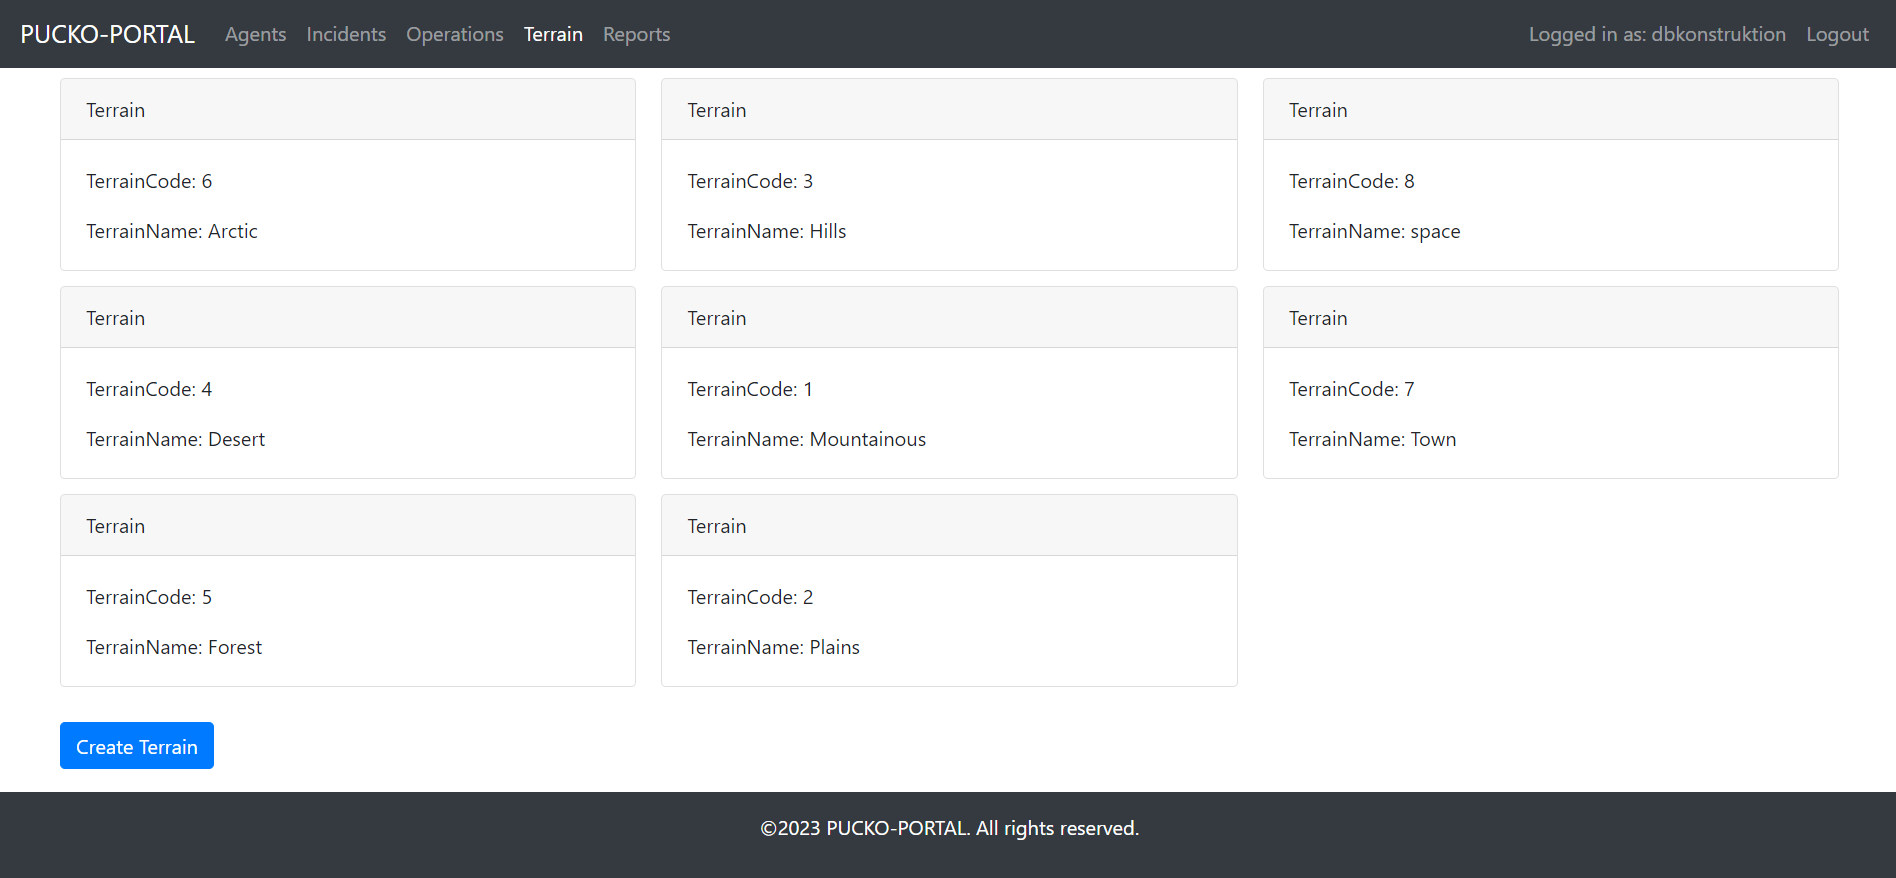 PUCKO-PORTAL Agents Incidents Operations Terrain Reports Logged in as: dbkonstruktion Logout
Terrain
TerrainCode: 6
TerrainName: Arctic
Terrain
TerrainCode: 3
TerrainName: Hills
Terrain
TerrainCode: 8
TerrainName: space
Terrain
TerrainCode: 4
TerrainName: Desert
Terrain
TerrainCode: 1
TerrainName: Mountainous
Terrain
TerrainCode: 7
TerrainName: Town
Terrain
TerrainCode: 5
TerrainName: Forest
Terrain
TerrainCode: 2
TerrainName: Plains
Create Terrain
©2023 PUCKO-PORTAL. All rights reserved.